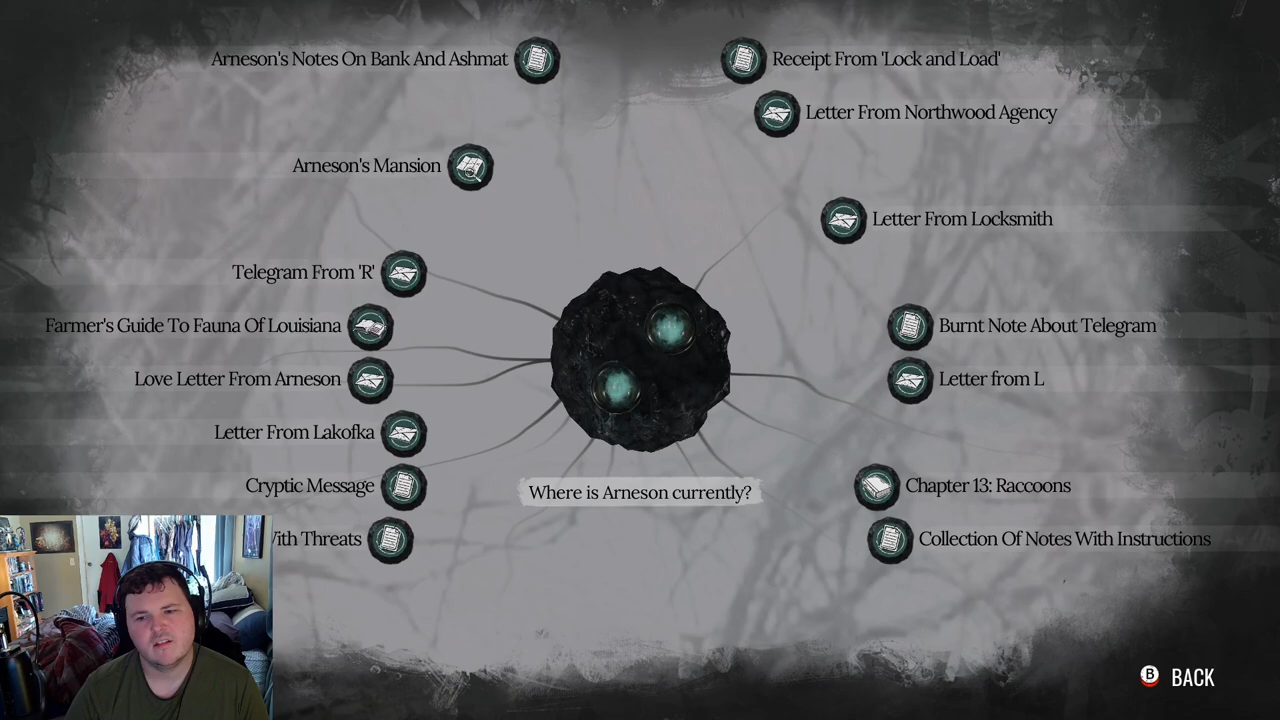 Arneson's Notes On Bank And Ashmat
Receipt From 'Lock and Load'
Letter From Northwood Agency
Arneson's Mansion
Letter From Locksmith
Telegram From 'R'
Farmer's Guide To Fauna Of Louisiana
Burnt Note About Telegram
Love Letter From Arneson
Letter from L
Letter From Lakofka
Cryptic Message
Where is Arneson currently?
Chapter 13: Raccoons
With Threats
Collection Of Notes With Instructions
B BACK